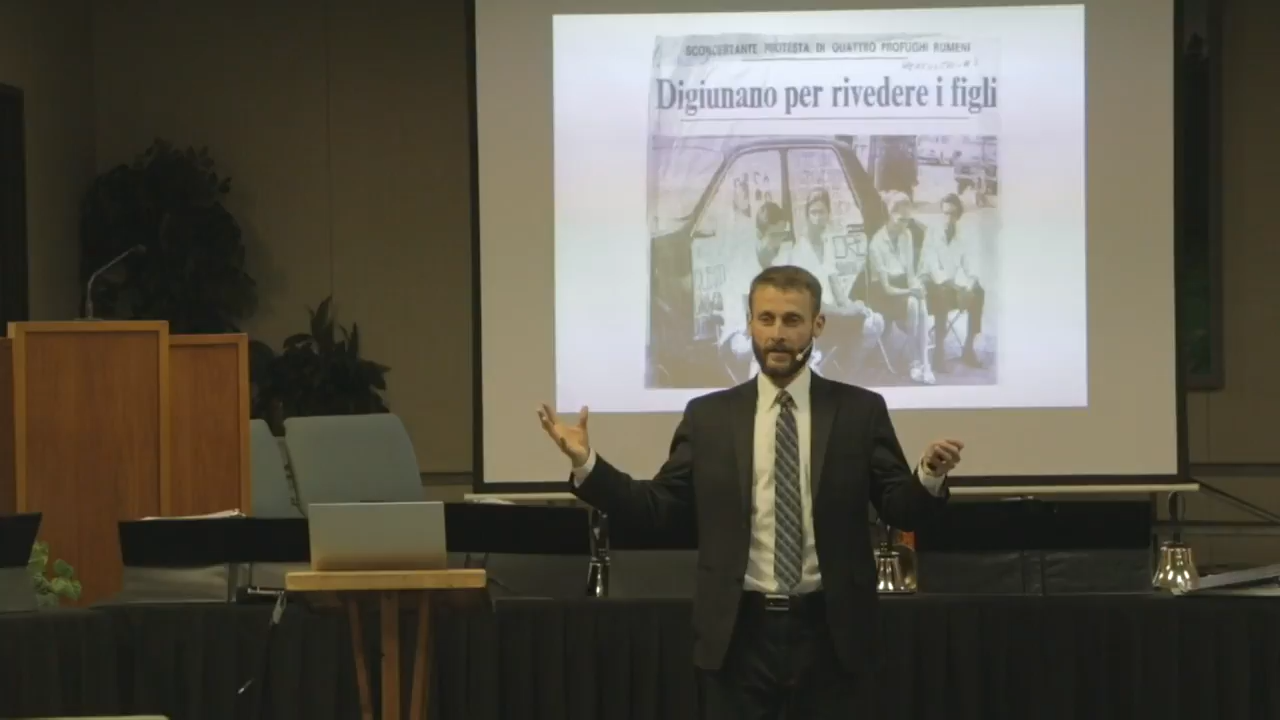 SCONCERTANTE PROTESTA DI QUATTRO PROFUGHI RUMENI
Digiunano per rivedere i figli